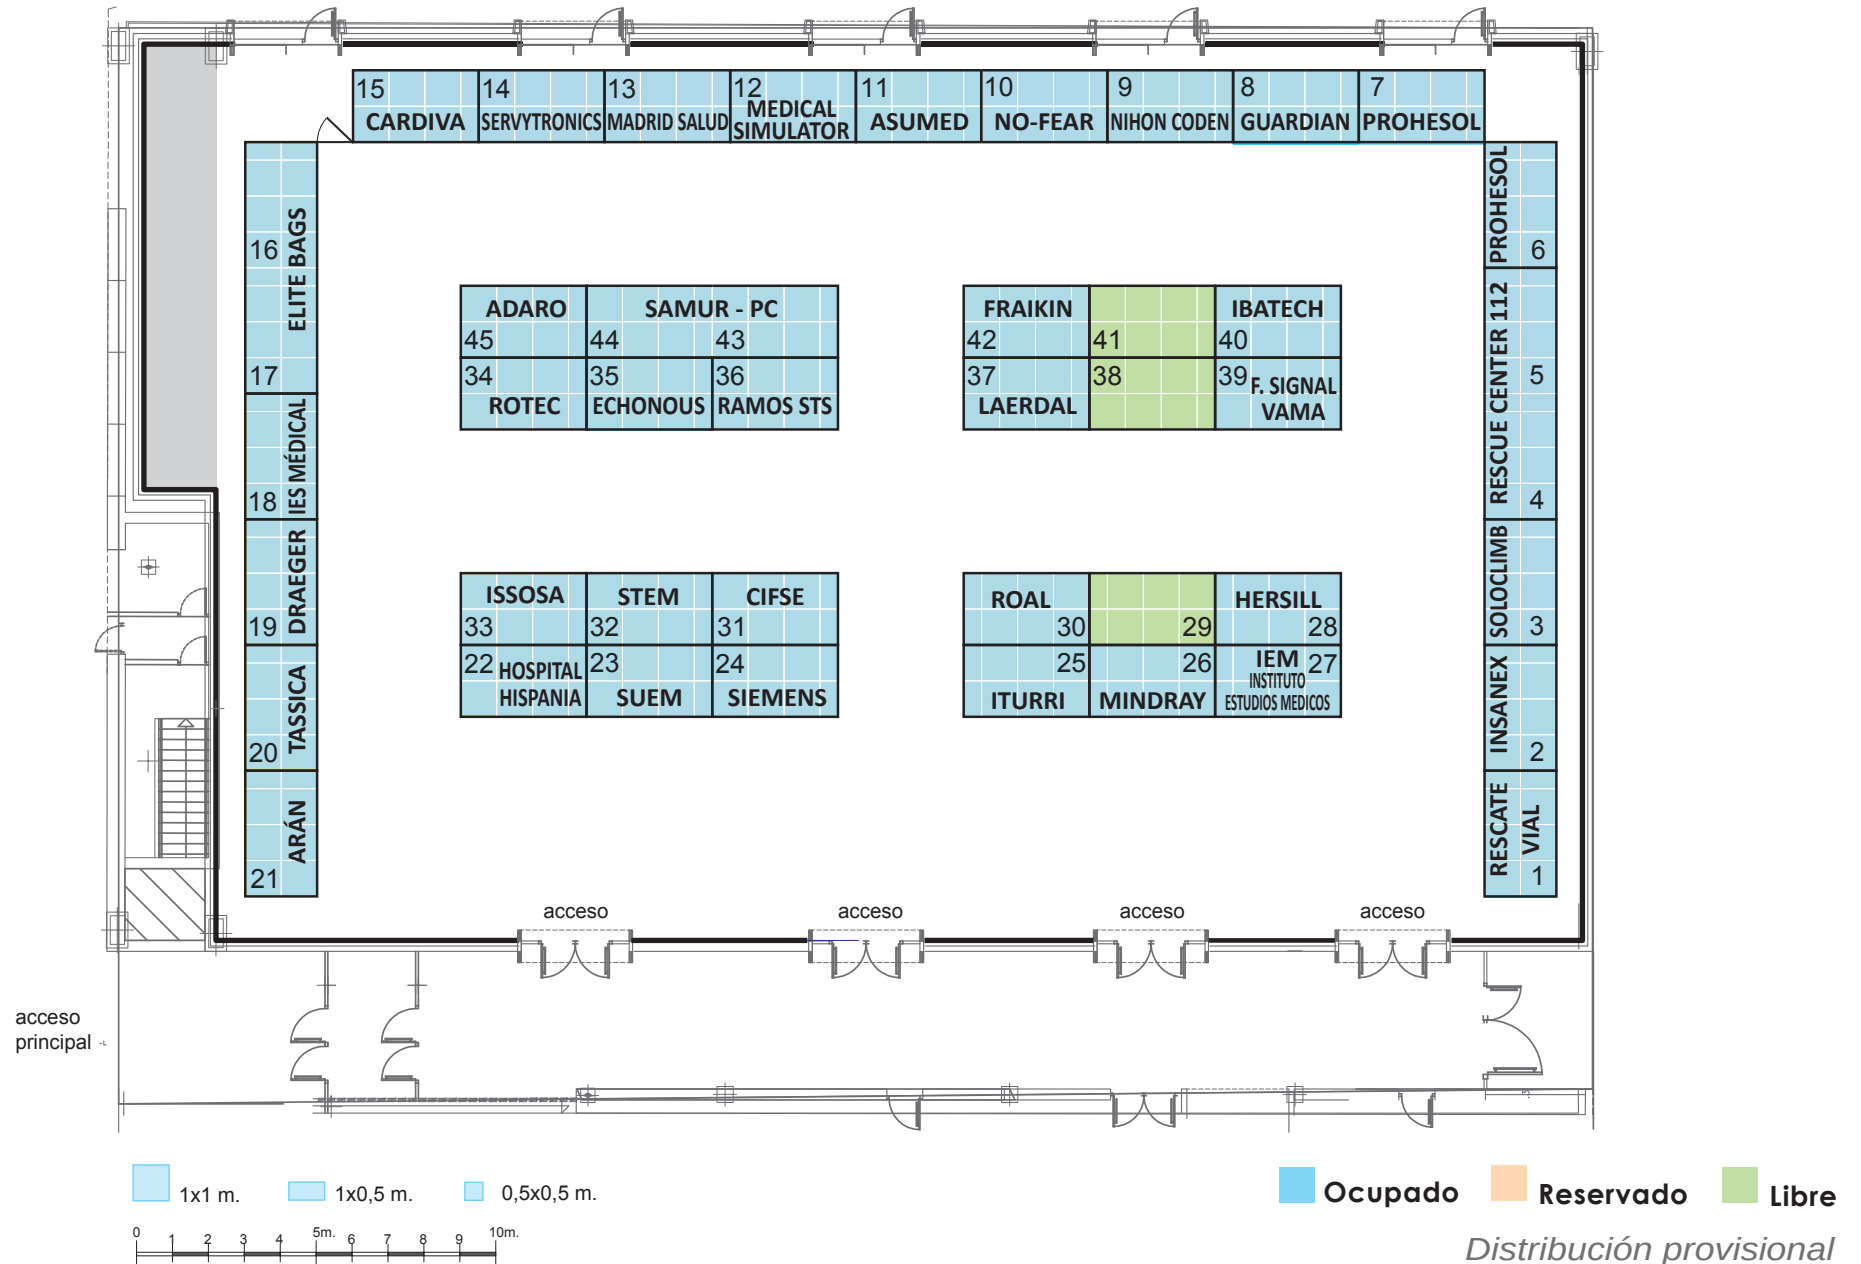 15
CARDIVA
14
SERVYTRONICS
13
MADRID SALUD
12
MEDICAL
SIMULATOR
11
ASUMED
10
NO-FEAR
9
NIHON CODEN
8
GUARDIAN
7
PROHESOL
PROHESOL
6
RESCUE CENTER 112
5
4
SOLOCLIMB
3
INSANEX
2
RESCATE
VIAL
1
16
ELITE BAGS
17
IES MÉDICAL
18
DRAEGER
19
TASSICA
20
ARÁN
21
ADARO
45
SAMUR - PC
44
43
34
ROTEC
35
ECHONOUS
36
RAMOS STS
FRAIKIN
42
41
IBATECH
40
37
LAERDAL
38
39
F. SIGNAL
VAMA
ISSOSA
33
STEM
32
CIFSE
31
22
HOSPITAL
HISPANIA
23
SUEM
24
SIEMENS
ROAL
30
29
HERSILL
28
25
ITURRI
26
MINDRAY
IEM
27
INSTITUTO
ESTUDIOS MEDICOS
acceso
acceso
acceso
acceso
acceso
principal
1x1 m.
1x0,5 m.
0,5x0,5 m.
0 1 2 3 4 5m. 6 7 8 9 10m.
Ocupado
Reservado
Libre
Distribución provisional